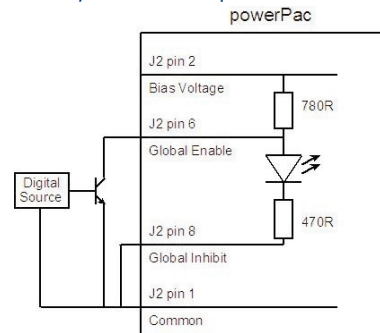 powerPac
J2 pin 2
Bias Voltage
780R
J2 pin 6
Global Enable
Digital
Source
470R
J2 pin 8
Global Inhibit
J2 pin 1
Common